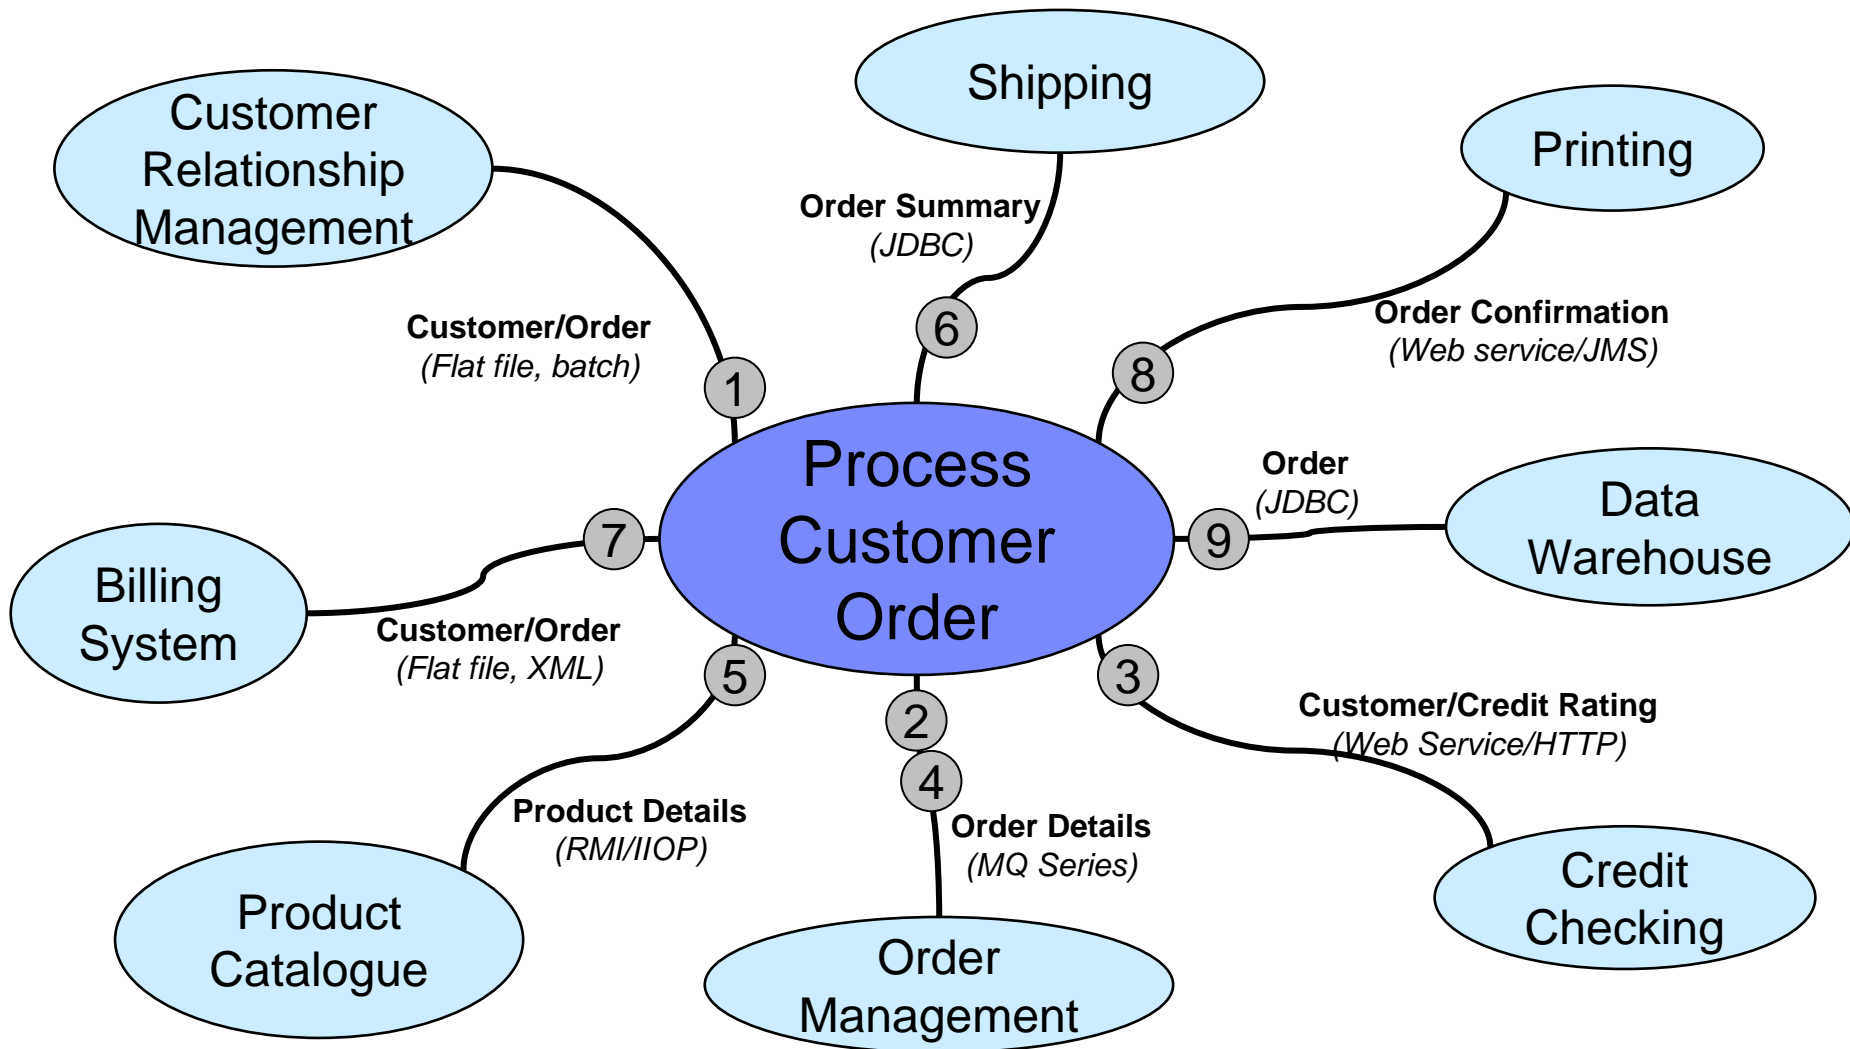 Customer
Relationship
Management
Shipping
Printing
Order Summary
(JDBC)
Customer/Order
(Flat file, batch)
Order Confirmation
(Web service/JMS)
6
8
1
Process
Customer
Order
Order
(JDBC)
Data
Warehouse
7
9
Billing
System
Customer/Order
(Flat file, XML)
5
2
3
4
Customer/Credit Rating
(Web Service/HTTP)
Product Details
(RMI/IIOP)
Order Details
(MQ Series)
Product
Catalogue
Order
Management
Credit
Checking